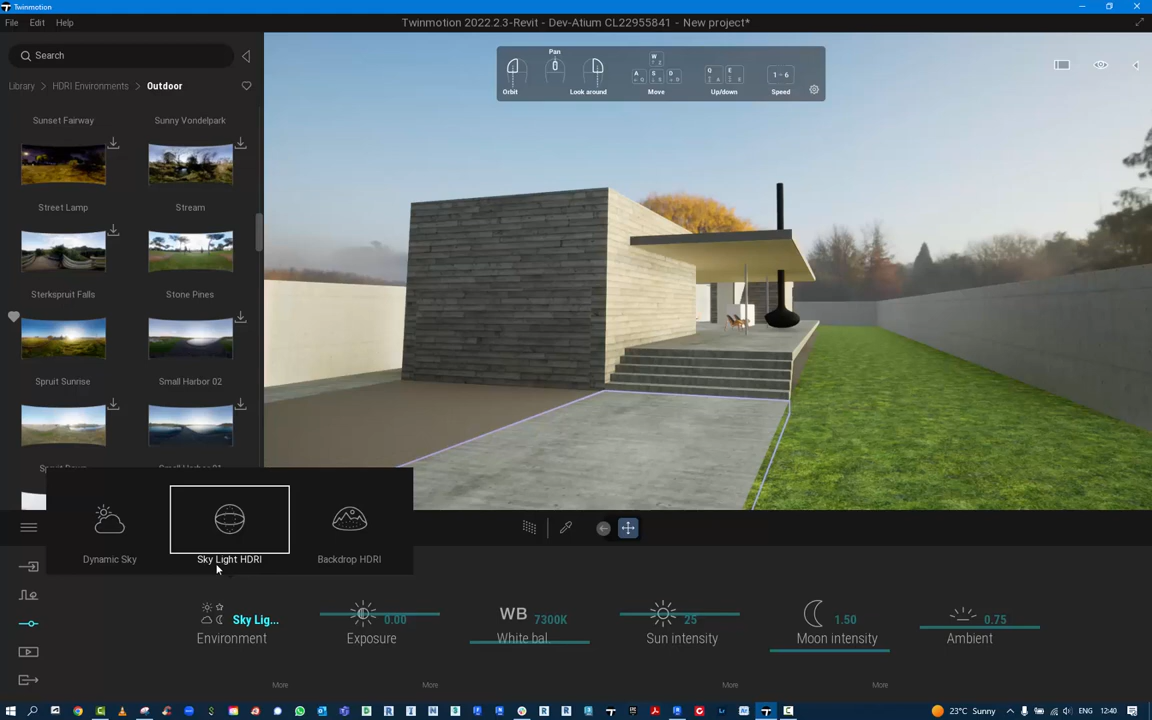 Twinmotion
File Edit Help
Twinmotion 2022.2.3-Revit - Dev-Atium CL22955841 - New project*
Search
Library > HDRI Environments > Outdoor
Sunset Fairway Sunny Vondelpark
Street Lamp Stream
Sterkspruit Falls Stone Pines
Spruit Sunrise Small Harbor 02
Pan
W
A S D
Q E
1 ~ 6
Orbit Look around Move Up/down Speed
Dynamic Sky Sky Light HDRI Backdrop HDRI
Sky Lig... 0.00 WB 7300K 25 1.50 0.75
Environment Exposure White bal. Sun intensity Moon intensity Ambient
More More More More
23°C Sunny ENG 12:40